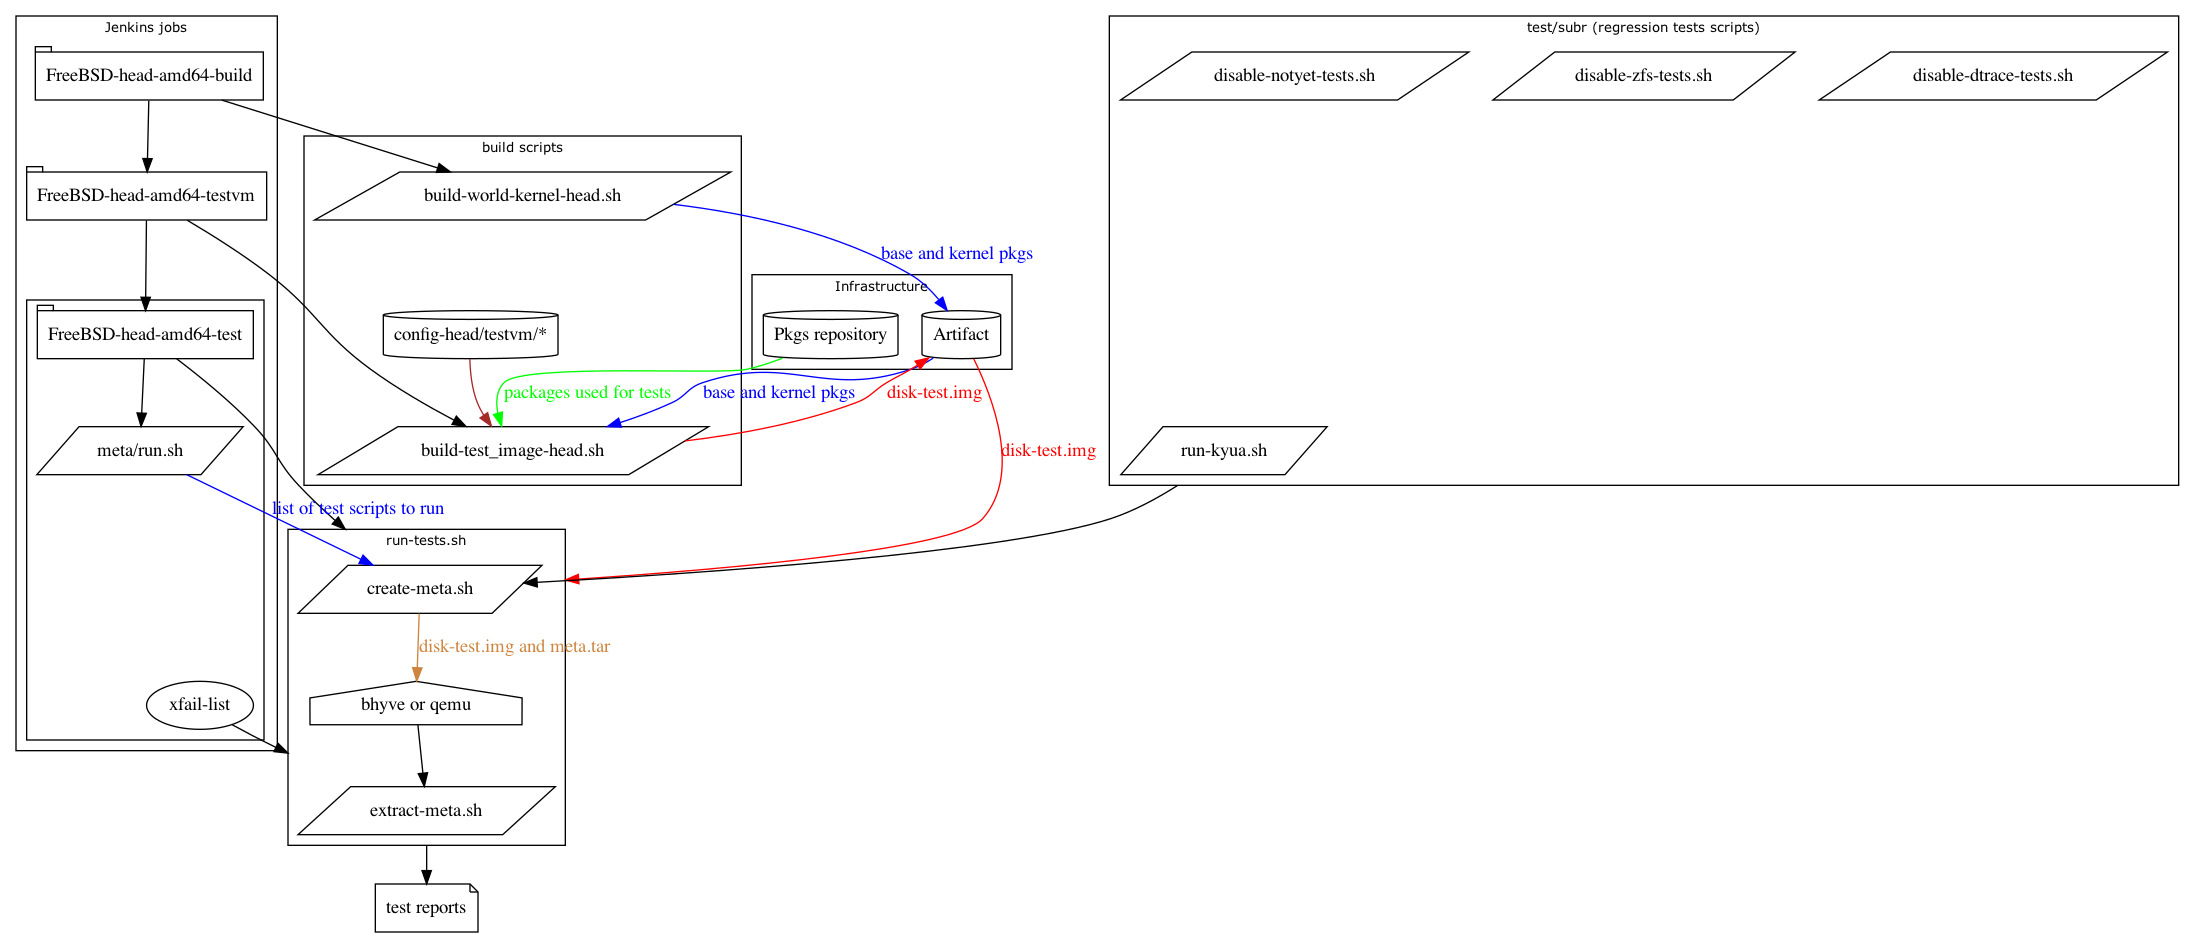 Jenkins jobs
test/subr (regression tests scripts)
FreeBSD-head-amd64-build
disable-notyet-tests.sh
disable-zfs-tests.sh
disable-dtrace-tests.sh
build scripts
FreeBSD-head-amd64-testvm
build-world-kernel-head.sh
base and kernel pkgs
Infrastructure
FreeBSD-head-amd64-test
config-head/testvm/*
Pkgs repository
Artifact
packages used for tests
base and kernel pkgs
disk-test.img
meta/run.sh
build-test_image-head.sh
disk-test.img
run-kyua.sh
list of test scripts to run
run-tests.sh
create-meta.sh
disk-test.img and meta.tar
xfail-list
bhyve or qemu
extract-meta.sh
test reports